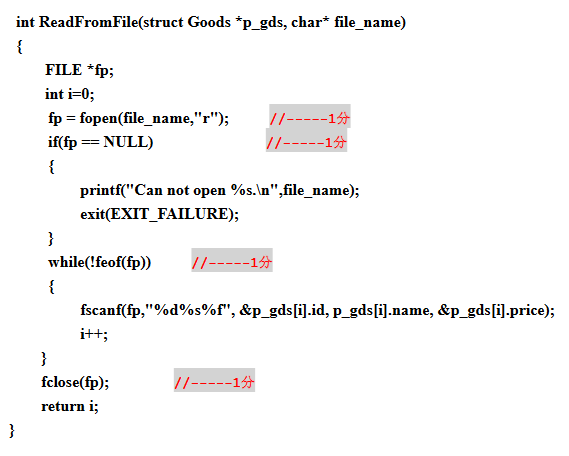 int ReadFromFile(struct Goods *p_gds, char* file_name)
{
FILE *fp;
int i=0;
fp = fopen(file_name,"r"); //-----1分
if(fp == NULL) //-----1分
{
printf("Can not open %s.\n",file_name);
exit(EXIT_FAILURE);
}
while(!feof(fp)) //-----1分
{
fscanf(fp,"%d%s%f", &p_gds[i].id, p_gds[i].name, &p_gds[i].price);
i++;
}
fclose(fp); //-----1分
return i;
}